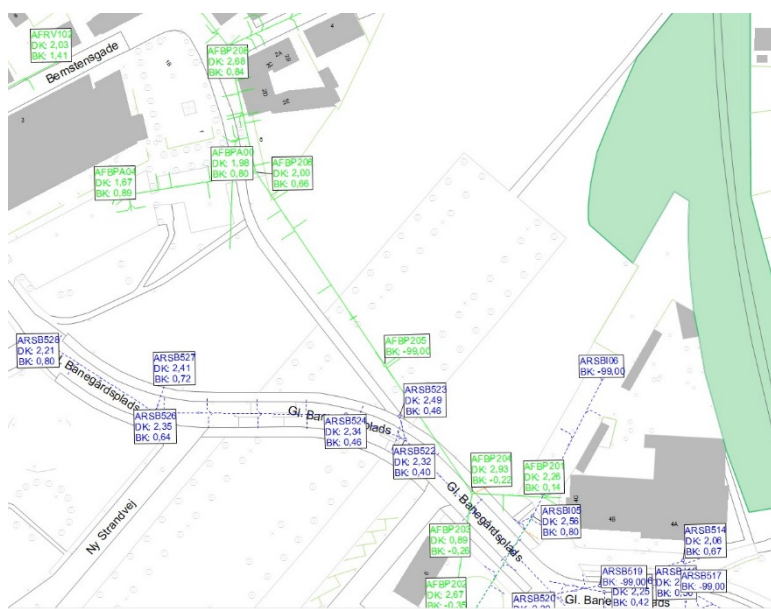 AFRV102
DK: 2,03
BK: 1,41
Bernstensgade
AFBP208
DK: 2,68
BK: 0,84
4
AFBPA00
DK: 1,98
BK: 0,80
AFBP206
DK: 2,00
BK: 0,66
AFBPA04
DK: 1,67
BK: 0,89
AFBP205
BK: -99,00
ARSB528
DK: 2,21
BK: 0,80
ARSB527
DK: 2,41
BK: 0,72
ARSBI06
BK: -99,00
Banegårdsplads
ARSB526
DK: 2,35
BK: 0,64
ARSB523
DK: 2,49
BK: 0,46
ARSB524
DK: 2,34
BK: 0,46
ARSB522
DK: 2,32
BK: 0,40
AFBP204
DK: 2,93
BK: -0,22
AFBP201
DK: 2,26
BK: 0,14
Gl. Banegårdsplads
Ny Strandvej
ARSBI05
DK: 2,56
BK: 0,80
4B
4A
AFBP203
DK: 0,89
BK: -0,26
ARSB514
DK: 2,06
BK: 0,67
AFBP202
DK: 2,67
BK: -0,35
ARSB519
BK: -99,00
DK: 2,25
BK: 0,42
ARSB517
BK: -99,00
ARSB520